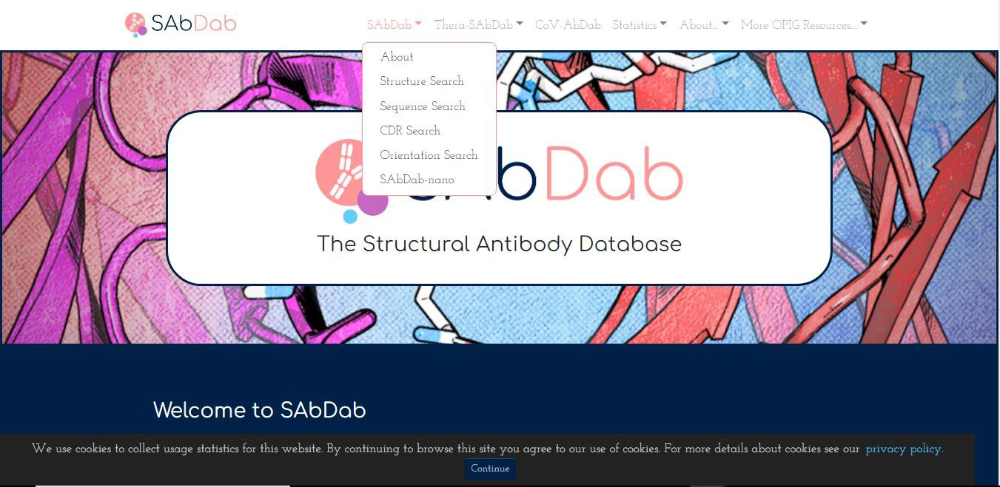 SAbDab
SAbDab Thera-SAbDab CoV-AbDab Statistics About... More OPIG Resources...
About
Structure Search
Sequence Search
CDR Search
Orientation Search
SAbDab-nano
bDab
The Structural Antibody Database
Welcome to SAbDab
We use cookies to collect usage statistics for this website. By continuing to browse this site you agree to our use of cookies. For more details about cookies see our privacy policy.
Continue